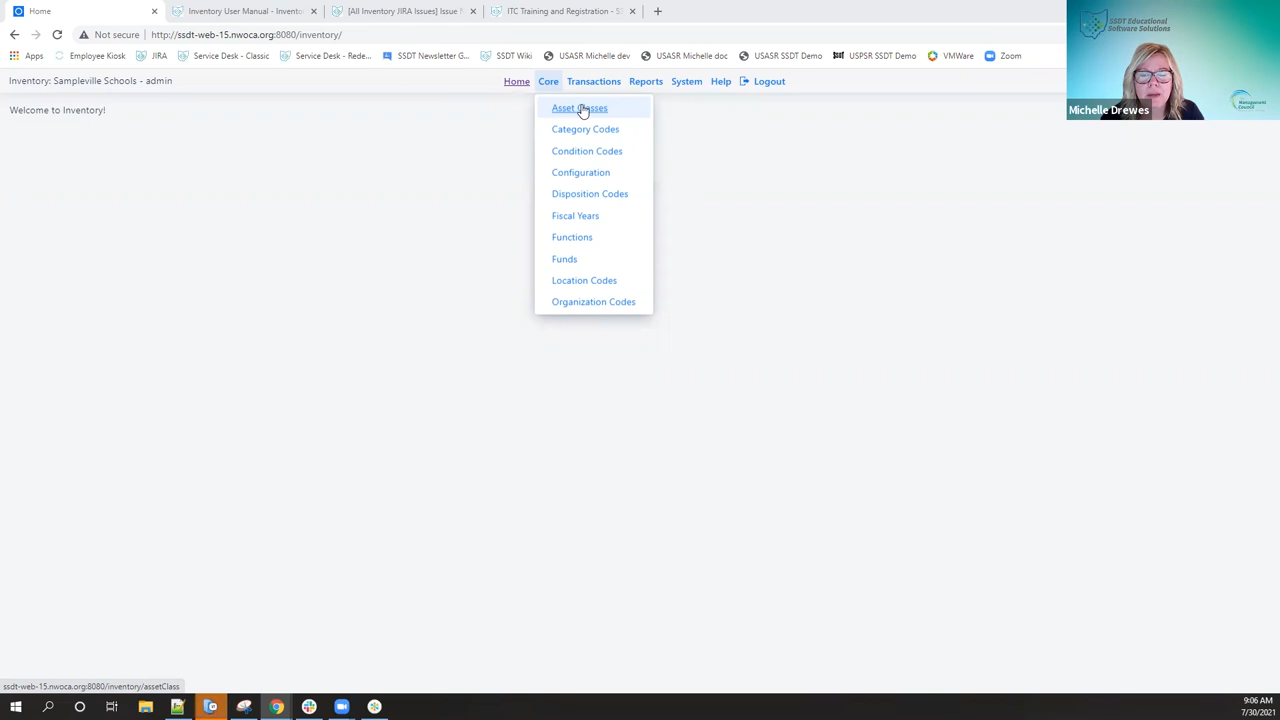 Home
Inventory User Manual - Invento
[All Inventory JIRA Issues] Issue
ITC Training and Registration - SS
Not secure
http://ssdt-web-15.nwoca.org:8080/inventory/
Apps
Employee Kiosk
JIRA
Service Desk - Classic
Service Desk - Rede...
SSDT Newsletter G...
SSDT Wiki
USASR Michelle dev
USASR Michelle doc
USASR SSDT Demo
USPSR SSDT Demo
VMWare
Zoom
Inventory: Sampleville Schools - admin
Home
Core
Transactions
Reports
System
Help
Logout
Welcome to Inventory!
Asset Classes
Category Codes
Condition Codes
Configuration
Disposition Codes
Fiscal Years
Functions
Funds
Location Codes
Organization Codes
SSDT Educational
Software Solutions
Management
Council
Michelle Drewes
ssdt-web-15.nwoca.org:8080/inventory/assetClass
9:06 AM
7/30/2021